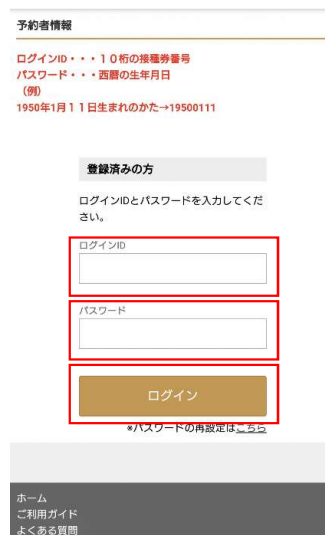 予約者情報
ログインID・・・１０桁の接種券番号
パスワード・・・西暦の生年月日
（例）
1950年1月１１日生まれのかた→19500111
登録済みの方
ログインIDとパスワードを入力してくだ
さい。
ログインID
パスワード
ログイン
※パスワードの再設定はこちら
ホーム
ご利用ガイド
よくある質問